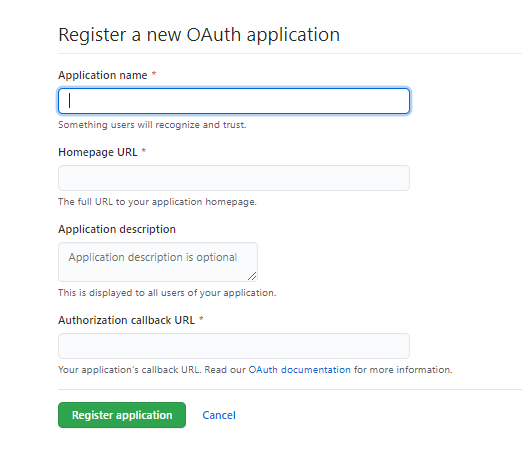 Register a new OAuth application
Application name *
Something users will recognize and trust.
Homepage URL *
The full URL to your application homepage.
Application description
Application description is optional
This is displayed to all users of your application.
Authorization callback URL *
Your application's callback URL. Read our OAuth documentation for more information.
Register application Cancel